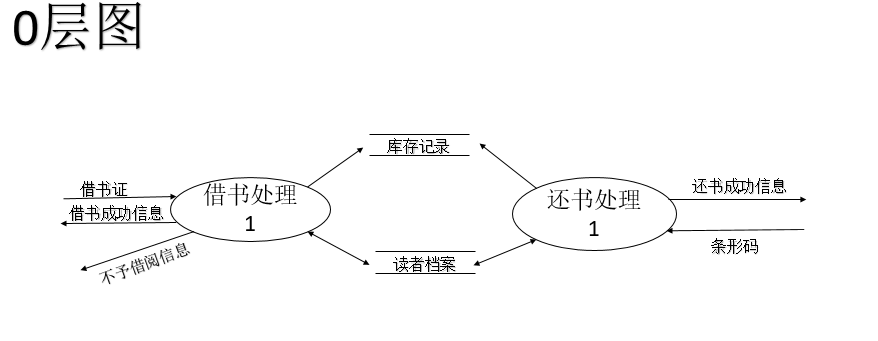 0层图
库存记录
借书证
借书处理
1
借书成功信息
不予借阅信息
读者档案
还书处理
1
还书成功信息
条形码